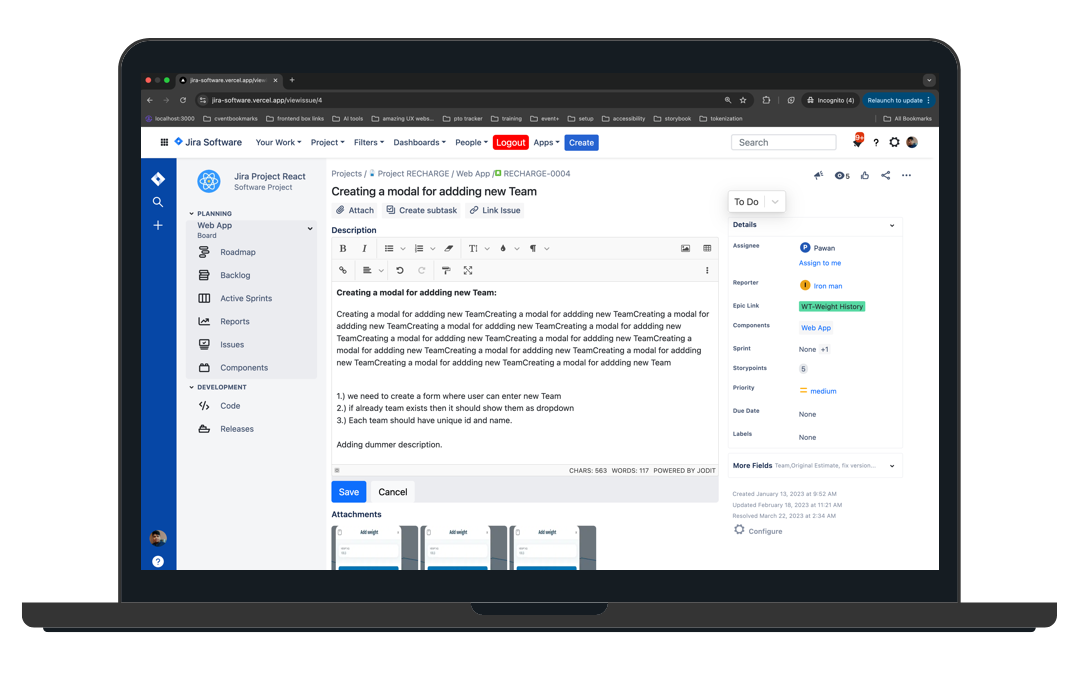 jira-software.vercel.app/view
jira-software.vercel.app/viewissue/4
Incognito (4)
Relaunch to update
localhost:3000
cventbookmarks
frontend box links
AI tools
amazing UX webs...
pto tracker
training
event+
setup
accessibility
storybook
tokenization
All Bookmarks
Jira Software
Your Work
Project
Filters
Dashboards
People
Logout
Apps
Create
Search
9+
?
Jira Project React
Software Project
PLANNING
Web App
Board
Roadmap
Backlog
Active Sprints
Reports
Issues
Components
DEVELOPMENT
Code
Releases
?
Projects / Project RECHARGE / Web App / RECHARGE-0004
Creating a modal for addding new Team
Attach
Create subtask
Link Issue
Description
Creating a modal for addding new Team:
Creating a modal for addding new TeamCreating a modal for addding new TeamCreating a modal for
addding new TeamCreating a modal for addding new TeamCreating a modal for addding new
TeamCreating a modal for addding new TeamCreating a modal for addding new TeamCreating a
modal for addding new TeamCreating a modal for addding new TeamCreating a modal for addding
new TeamCreating a modal for addding new TeamCreating a modal for addding new Team
1.) we need to create a form where user can enter new Team
2.) if already team exists then it should show them as dropdown
3.) Each team should have unique id and name.
Adding dummer description.
CHARS: 563 WORDS: 117 POWERED BY JODIT
Save
Cancel
Attachments
Add weight
Add weight
Add weight
5
To Do
Details
Assignee
P Pawan
Assign to me
Reporter
I Iron man
Epic Link
WT-Weight History
Components
Web App
Sprint
None +1
Storypoints
5
Priority
medium
Due Date
None
Labels
None
More Fields Team,Original Estimate, fix version...
Created January 13, 2023 at 9:52 AM
Updated February 18, 2023 at 11:21 AM
Resolved March 22, 2023 at 2:34 AM
Configure